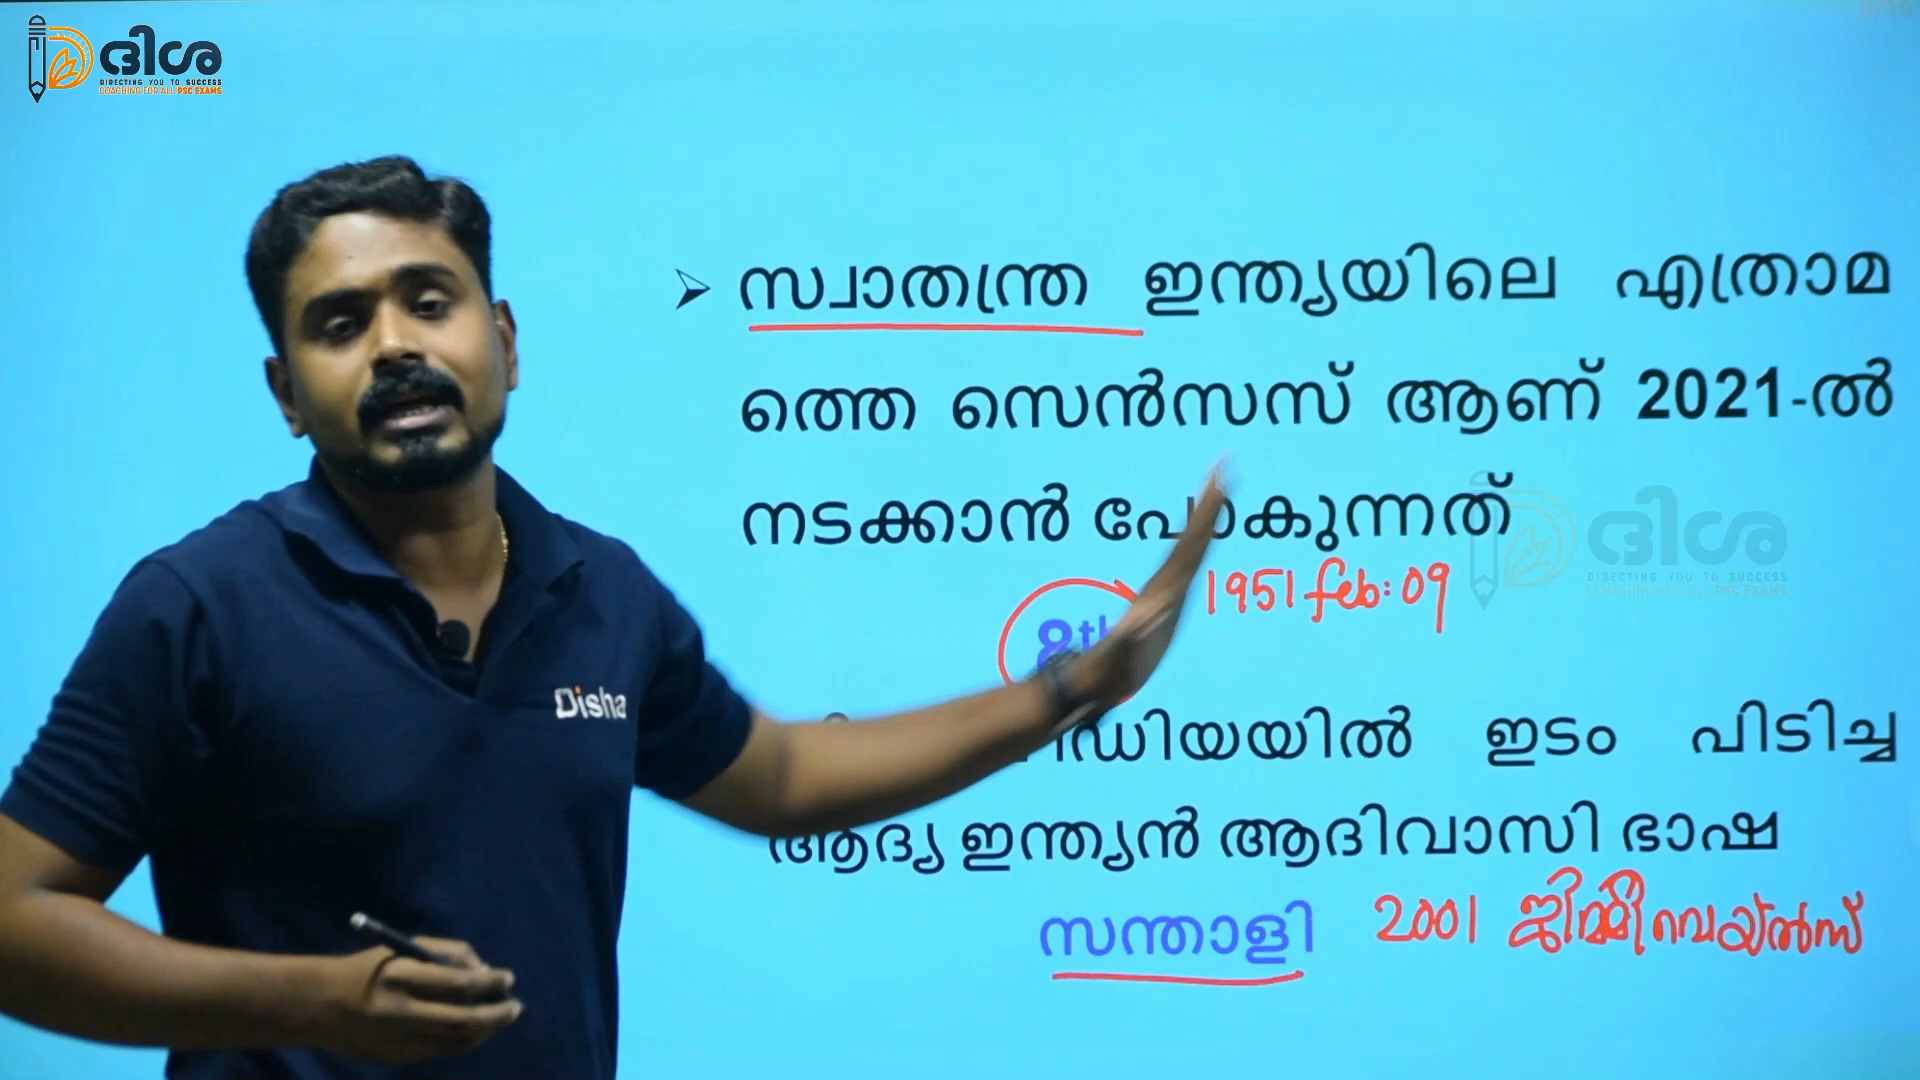 ദിശ
DIRECTING YOU TO SUCCESS
COACHING FOR ALL PSC EXAMS
സ്വാതന്ത്ര ഇന്ത്യയിലെ എത്രാമ
ത്തെ സെൻസസ് ആണ് 2021-ൽ
നടക്കാൻ പോകുന്നത്
8th 1951 feb: 09
ദിശ
DIRECTING YOU TO SUCCESS
COACHING FOR ALL PSC EXAMS
Disha
ഇടം പിടിച്ച
ആദ്യ ഇന്ത്യൻ ആദിവാസി ഭാഷ
സന്താളി 2001 ജിമ്മി വെയ്ൽസ്